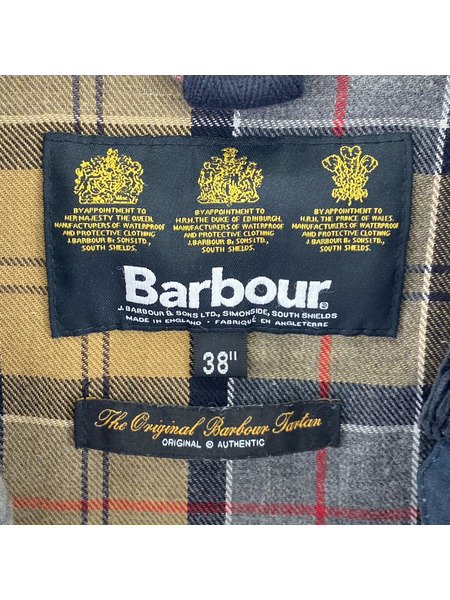 BY APPOINTMENT TO
HER MAJESTY THE QUEEN
MANUFACTURERS OF WATERPROOF
AND PROTECTIVE CLOTHING
J.BARBOUR & SONS LTD.,
SOUTH SHIELDS
BY APPOINTMENT TO
H.R.H. THE DUKE OF EDINBURGH.
MANUFACTURERS OF WATERPROOF
AND PROTECTIVE CLOTHING
J.BARBOUR & SONS LTD.,
SOUTH SHIELDS.
BY APPOINTMENT TO
H.R.H. THE PRINCE OF WALES.
MANUFACTURERS OF WATERPROOF
AND PROTECTIVE CLOTHING
J.BARBOUR & SONS LTD.,
SOUTH SHIELDS.
Barbour®
J.BARBOUR & SONS LTD., SIMONSIDE, SOUTH SHIELDS
MADE IN ENGLAND • FABRIQUÉ EN ANGLETERRE
38"
The Original Barbour Tartan
ORIGINAL & AUTHENTIC